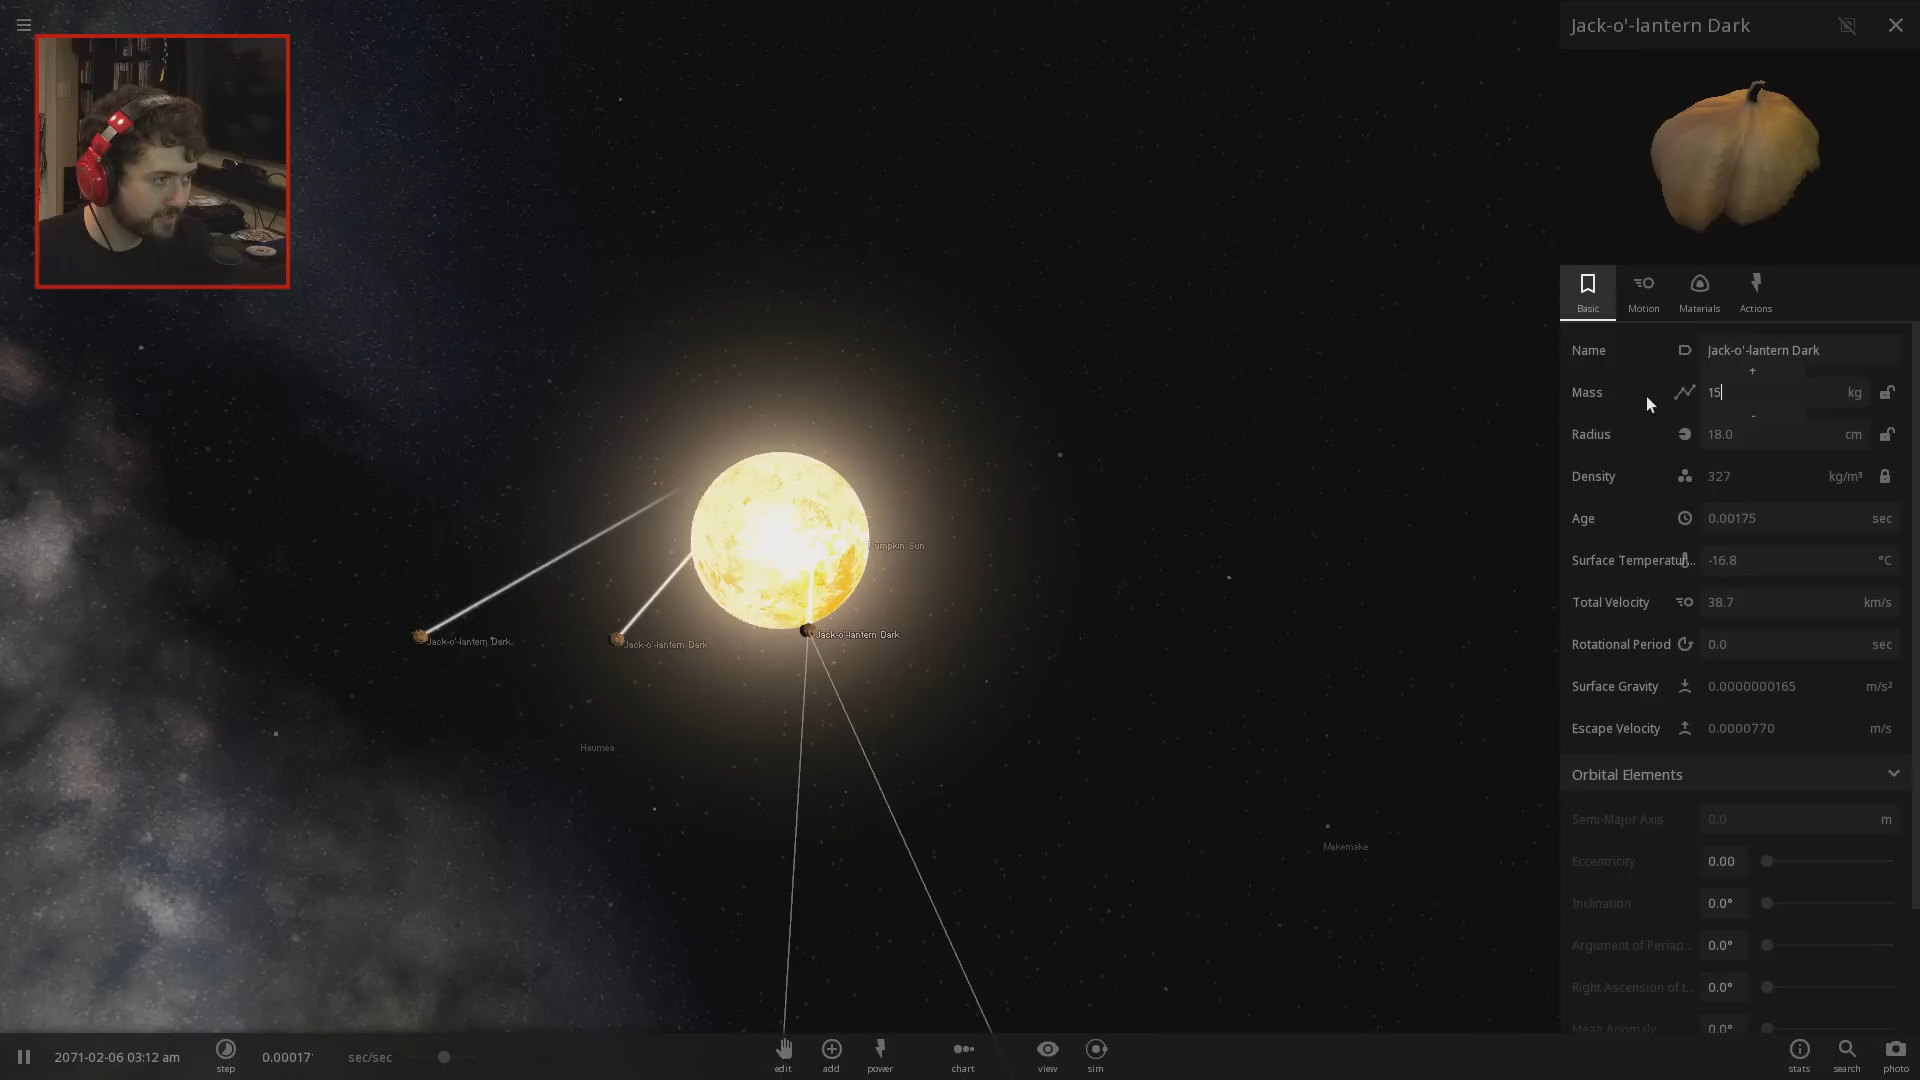 Jack-o'-lantern Dark
Basic
Motion
Materials
Actions
Name Jack-o'-lantern Dark
+
Mass 15 kg
-
Radius 18.0 cm
Density 327 kg/m³
Age 0.00175 sec
Surface Temperatur... -16.8 °C
Total Velocity 38.7 km/s
Rotational Period 0.0 sec
Surface Gravity 0.0000000165 m/s²
Escape Velocity 0.0000770 m/s
Orbital Elements
Semi-Major Axis 0.0 m
Eccentricity 0.00
Inclination 0.0°
Argument of Periap... 0.0°
Right Ascension of t... 0.0°
Mean Anomaly 0.0°
Pumpkin Sun
Jack-o'-lantern Dark
Jack-o'-lantern Dark
Jack-o'-lantern Dark
Haumea
Makemake
2071-02-06 03:12 am
step
0.00017
sec/sec
edit
add
power
chart
view
sim
stats
search
photo